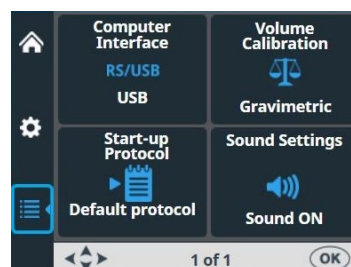 Computer
Interface
RS/USB
USB
Volume
Calibration
Gravimetric
Start-up
Protocol
Default protocol
Sound Settings
Sound ON
1 of 1
OK